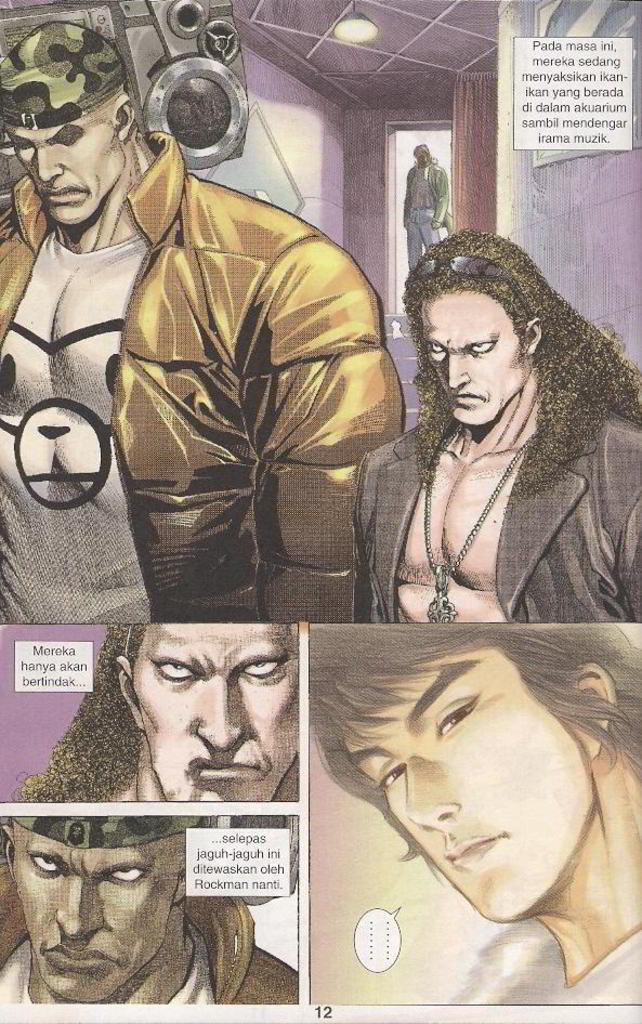 Pada masa ini,
mereka sedang
menyaksikan ikan-
ikan yang berada
di dalam akuarium
sambil mendengar
irama muzik.
Mereka
hanya akan
bertindak...
...selepas
jaguh-jaguh ini
ditewaskan oleh
Rockman nanti.
......
......
12